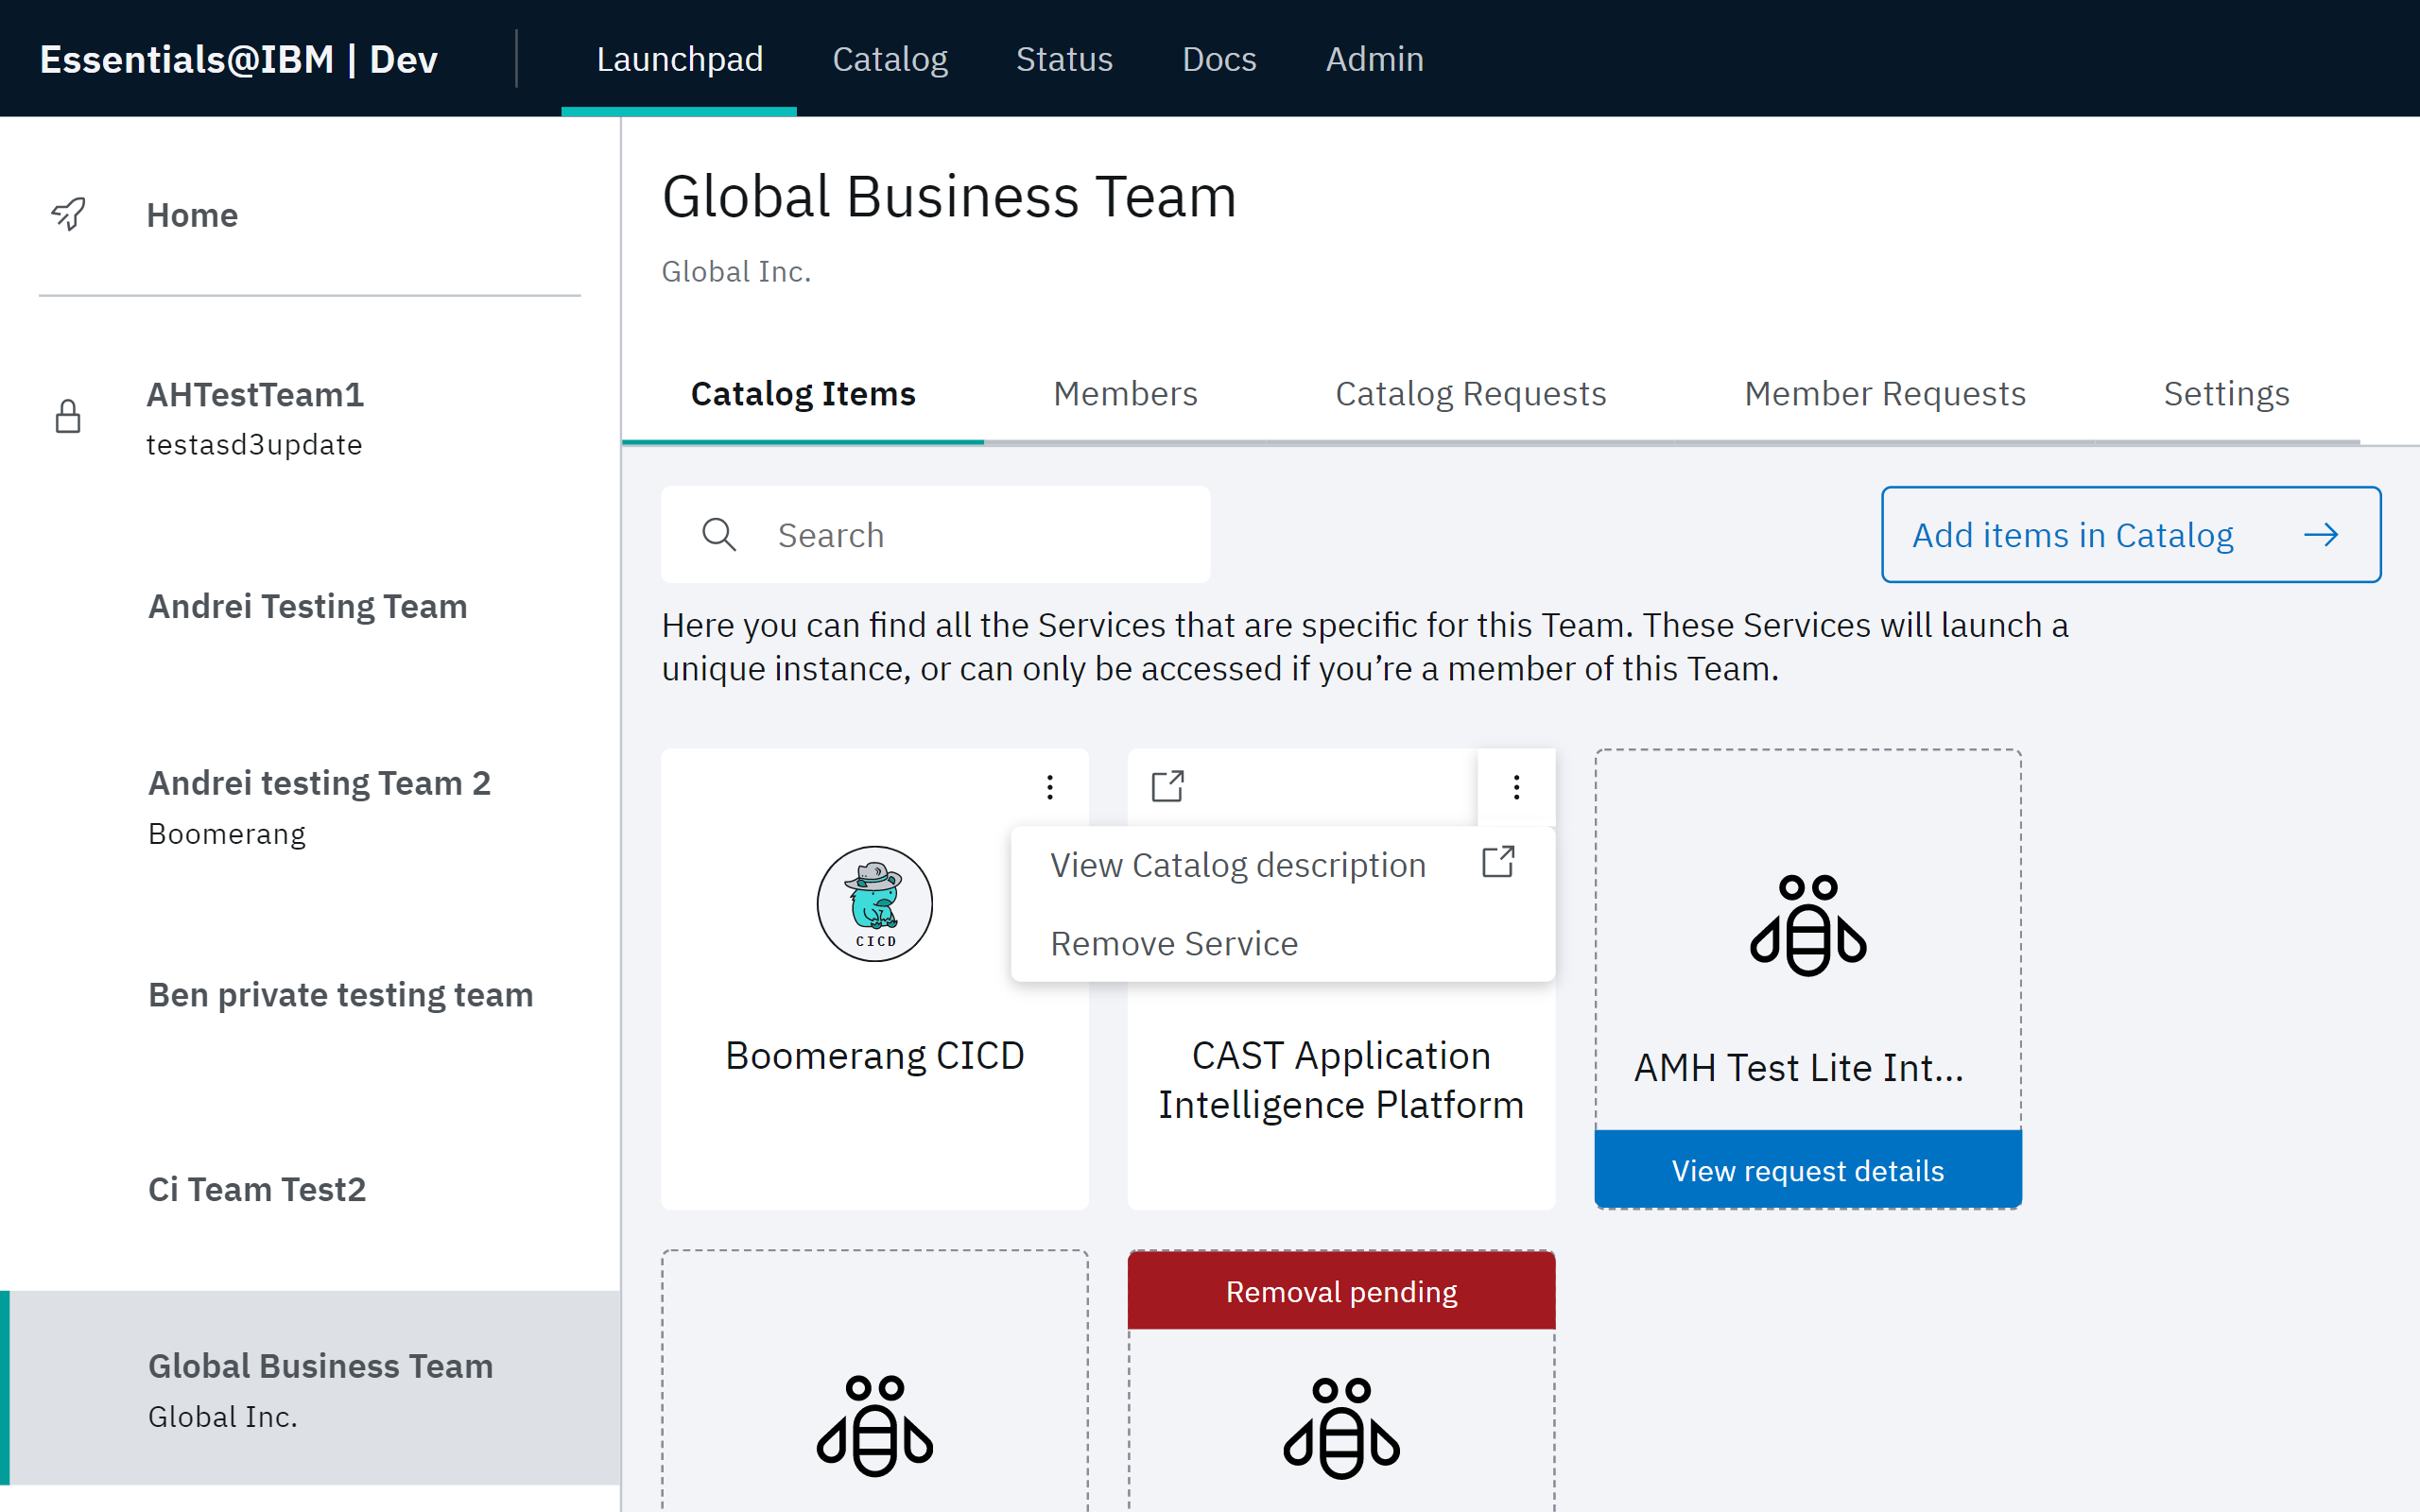 Essentials@IBM | Dev
Launchpad
Catalog
Status
Docs
Admin
Home
AHTestTeam1
testasd3update
Andrei Testing Team
Andrei testing Team 2
Boomerang
Ben private testing team
Ci Team Test2
Global Business Team
Global Inc.
Global Business Team
Global Inc.
Catalog Items
Members
Catalog Requests
Member Requests
Settings
Search
Add items in Catalog
Here you can find all the Services that are specific for this Team. These Services will launch a
unique instance, or can only be accessed if you’re a member of this Team.
CICD
Boomerang CICD
View Catalog description
Remove Service
CAST Application
Intelligence Platform
AMH Test Lite Int...
View request details
Removal pending